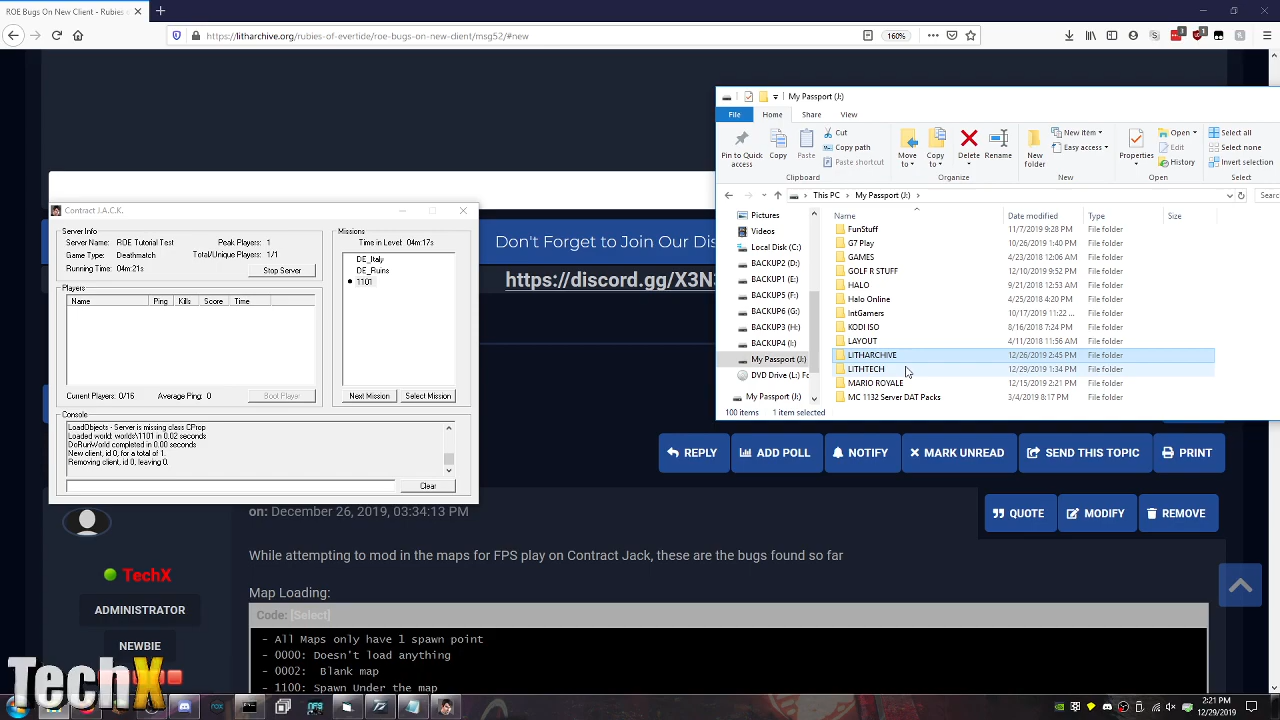 ROE Bugs On New Client - Rubies o
https://litharchive.org/rubies-of-evertide/roe-bugs-on-new-client/msg52/#new
160%
My Passport (J:)
File
Home
Share
View
Pin to Quick access
Copy
Paste
Cut
Copy path
Paste shortcut
Clipboard
Move to
Copy to
Delete
Rename
Organize
New folder
New item
Easy access
New
Properties
Open
Edit
History
Open
Select all
Select none
Invert selection
Select
This PC
My Passport (J:)
Searc
Pictures
Videos
Local Disk (C:)
BACKUP2 (D:)
BACKUP1 (E:)
BACKUP5 (F:)
BACKUP6 (G:)
BACKUP3 (H:)
BACKUP4 (I:)
My Passport (J:)
DVD Drive (L:) Fo
My Passport (J:)
Name Date modified Type Size
FunStuff 11/7/2019 9:28 PM File folder
G7 Play 10/26/2019 1:40 PM File folder
GAMES 4/23/2018 12:06 AM File folder
GOLF R STUFF 12/10/2019 9:52 PM File folder
HALO 9/21/2018 12:53 AM File folder
Halo Online 4/25/2018 4:20 PM File folder
IntGamers 10/17/2019 11:22 ... File folder
KODI ISO 8/16/2018 7:24 PM File folder
LAYOUT 4/11/2018 11:56 AM File folder
LITHARCHIVE 12/26/2019 2:45 PM File folder
LITHTECH 12/29/2019 1:34 PM File folder
MARIO ROYALE 12/15/2019 2:21 PM File folder
MC 1132 Server DAT Packs 3/4/2019 8:17 PM File folder
100 items
1 item selected
Contract J.A.C.K.
Server Info
Server Name: ROE Tutorial Test
Peak Players: 1
Game Type: Deathmatch
Total/Unique Players: 1/1
Running Time: 04m:21s
Stop Server
Players
Name Ping Kills Score Time
Current Players: 0/16
Average Ping: 0
Boot Player
Missions
Time in Level: 04m:17s
DE_Italy
DE_Ruins
1101
Next Mission
Select Mission
Console
LoadObjects - Server is missing class CProp
Loaded world: worlds\1101 in 0.02 seconds
DoRunWorld completed in 0.00 seconds
New client, id 0, for a total of 1.
Removing client, id 0, leaving 0.
Clear
Don't Forget to Join Our Dis
https://discord.gg/X3N
REPLY
ADD POLL
NOTIFY
MARK UNREAD
SEND THIS TOPIC
PRINT
on: December 26, 2019, 03:34:13 PM
QUOTE
MODIFY
REMOVE
TechX
ADMINISTRATOR
NEWBIE
While attempting to mod in the maps for FPS play on Contract Jack, these are the bugs found so far
Map Loading:
Code: [Select]
- All Maps only have 1 spawn point
- 0000: Doesn't load anything
- 0002: Blank map
- 1100: Spawn Under the map
TechX
2:21 PM
12/29/2019